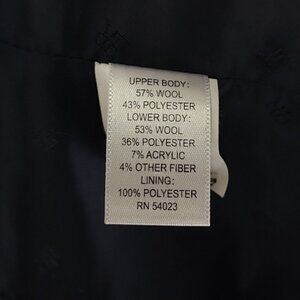 UPPER BODY:
57% WOOL
43% POLYESTER
LOWER BODY:
53% WOOL
36% POLYESTER
7% ACRYLIC
4% OTHER FIBER
LINING:
100% POLYESTER
RN 54023